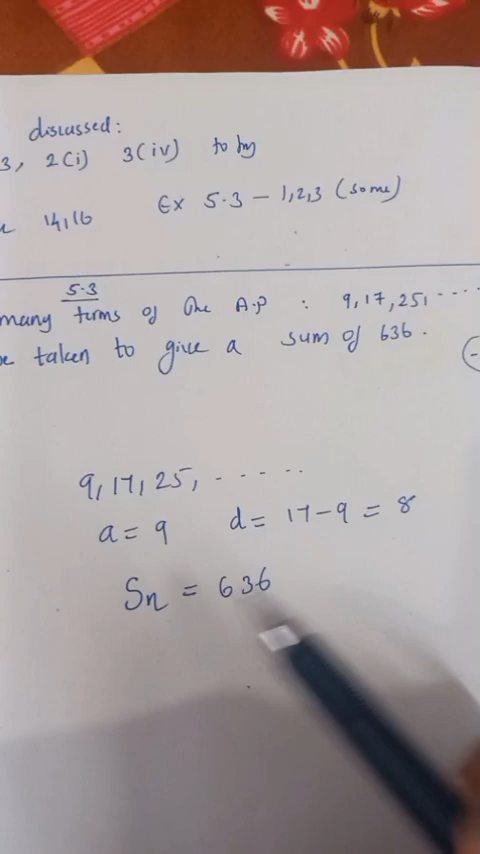 discussed:
3, 2(i) 3(iv) to by
14,16 Ex 5.3 - 1,2,3 (some)
5.3
many terms of the A.P : 9,17,25, ....
taken to give a sum of 636.
9,17,25, - - - - ..
a = 9 d = 17-9 = 8
Sn = 636